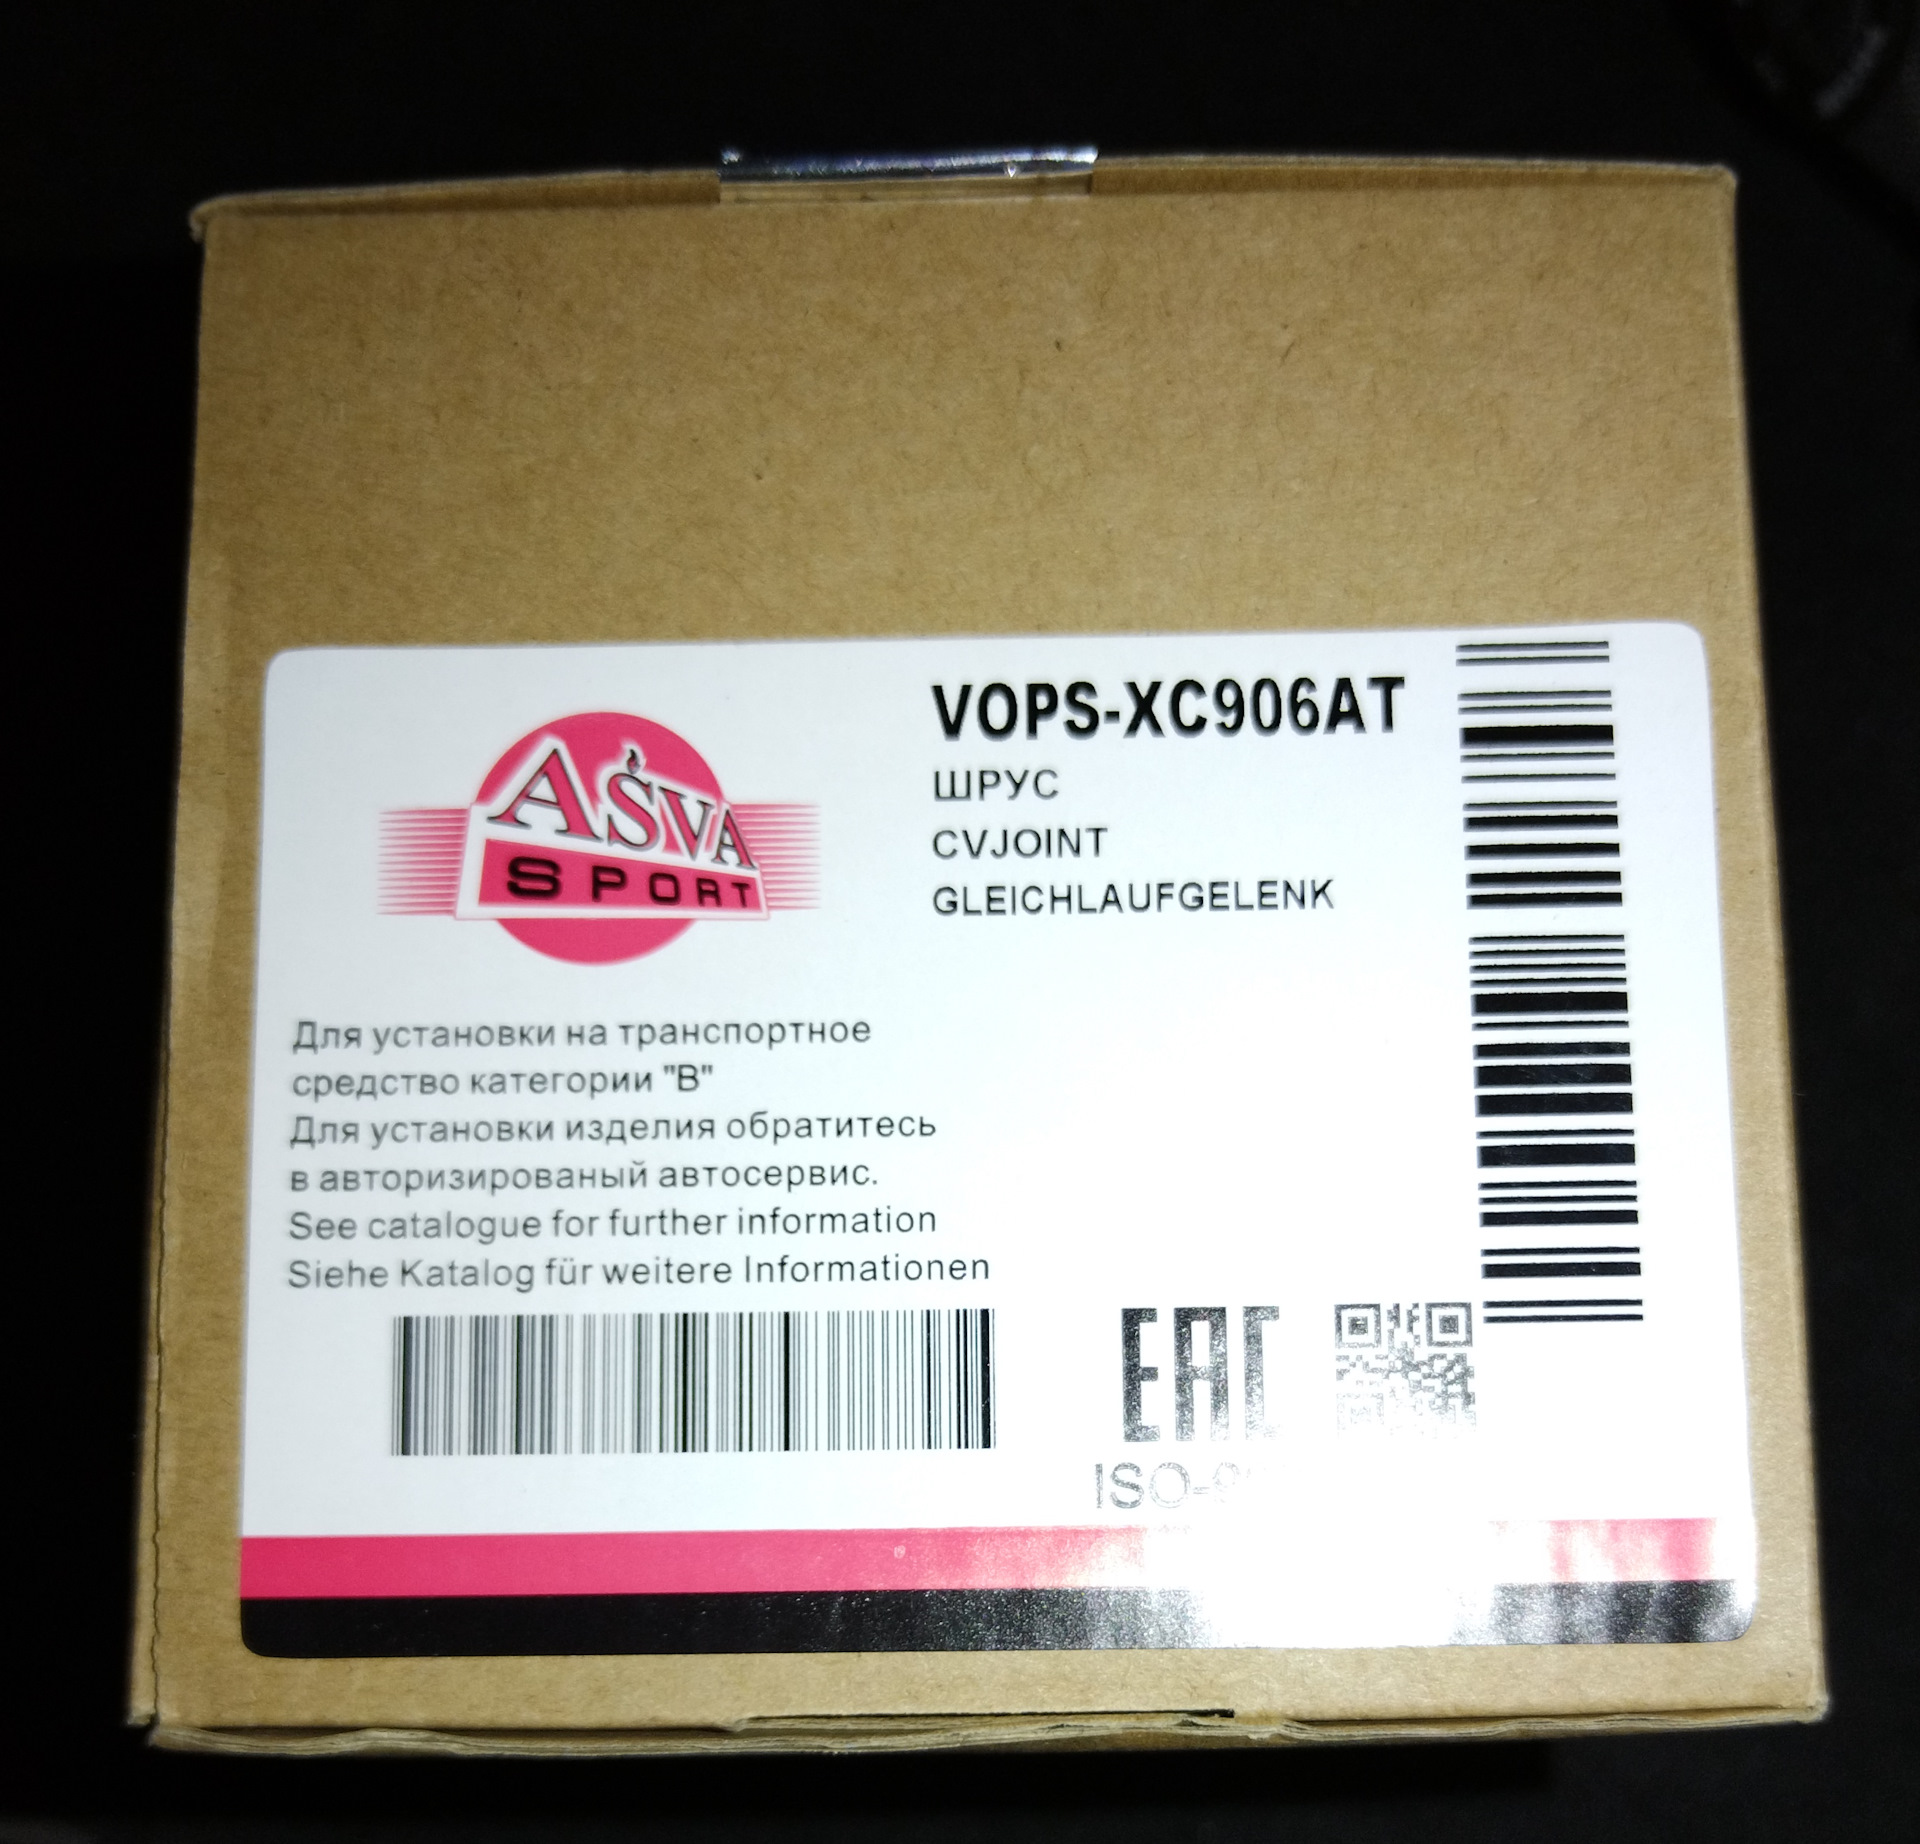 AŠVA
SPORT
VOPS-XC906AT
ШРУС
CVJOINT
GLEICHLAUFGELENK
Для установки на транспортное
средство категории "B"
Для установки изделия обратитесь
в авторизированый автосервис.
See catalogue for further information
Siehe Katalog für weitere Informationen
EAC